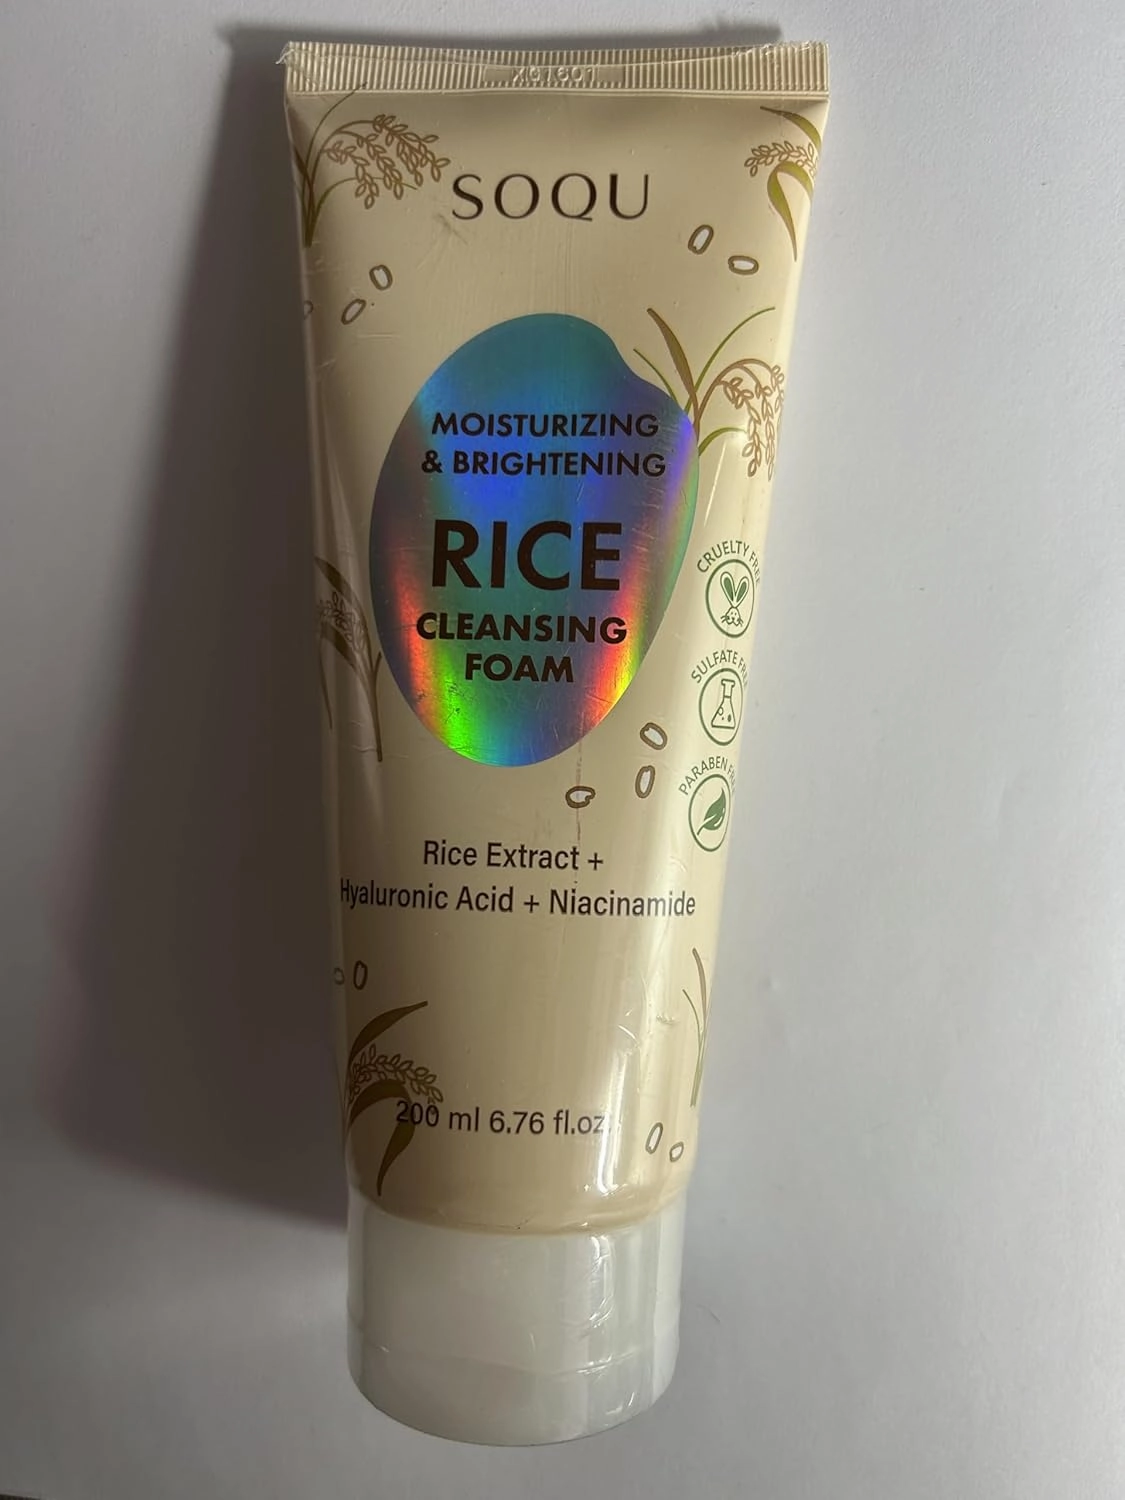 SOQU
MOISTURIZING
& BRIGHTENING
RICE
CLEANSING
FOAM
CRUELTY FREE
SULFATE FREE
PARABEN FR
Rice Extract +
Hyaluronic Acid + Niacinamide
200 ml 6.76 fl.oz.